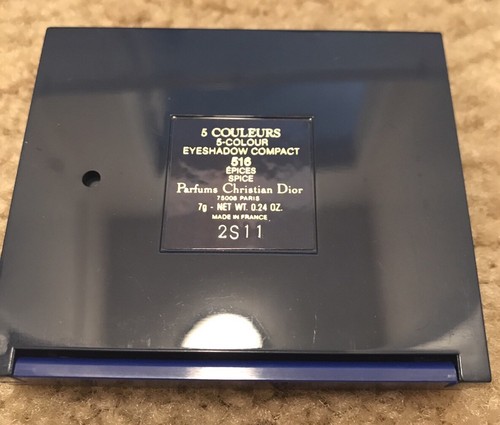 5 COULEURS
5-COLOUR
EYESHADOW COMPACT
516
ÉPICES
SPICE
Parfums Christian Dior
75008 PARIS
7g - NET WT. 0.24 OZ.
MADE IN FRANCE
2S11